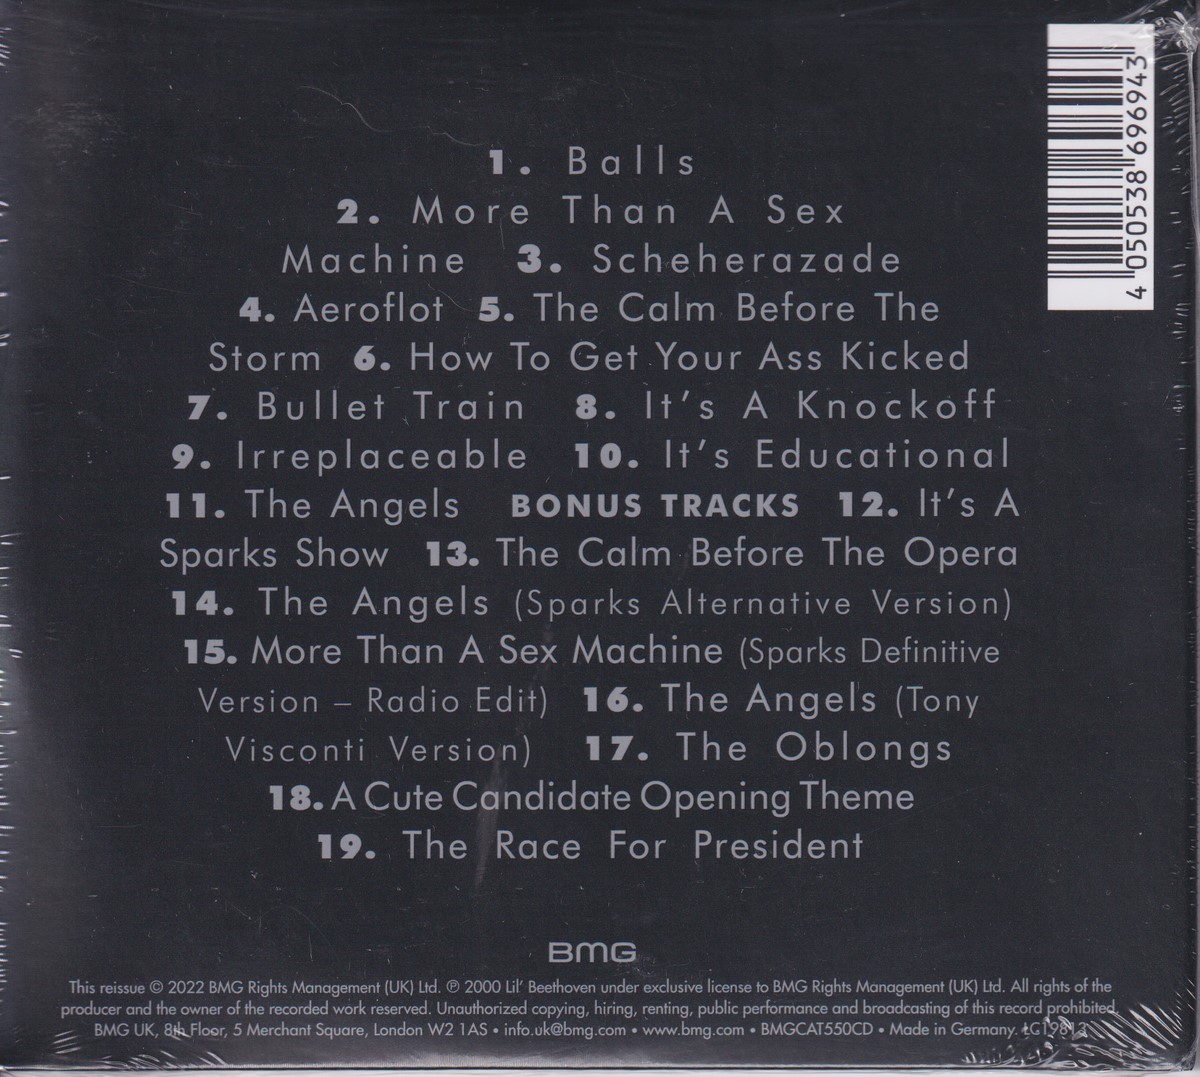 1. Balls
2. More Than A Sex
Machine 3. Scheherazade
4. Aeroflot 5. The Calm Before The
Storm 6. How To Get Your Ass Kicked
7. Bullet Train 8. It's A Knockoff
9. Irreplaceable 10. It's Educational
11. The Angels BONUS TRACKS 12. It's A
Sparks Show 13. The Calm Before The Opera
14. The Angels (Sparks Alternative Version)
15. More Than A Sex Machine (Sparks Definitive
Version – Radio Edit) 16. The Angels (Tony
Visconti Version) 17. The Oblongs
18. A Cute Candidate Opening Theme
19. The Race For President
4 050538 696943
BMG
This reissue © 2022 BMG Rights Management (UK) Ltd. ℗ 2000 Lil' Beethoven under exclusive license to BMG Rights Management (UK) Ltd. All rights of the
producer and the owner of the recorded work reserved. Unauthorized copying, hiring, renting, public performance and broadcasting of this record prohibited.
BMG UK, 8th Floor, 5 Merchant Square, London W2 1AS • info.uk@bmg.com • www.bmg.com • BMGCAT550CD • Made in Germany. LC19813